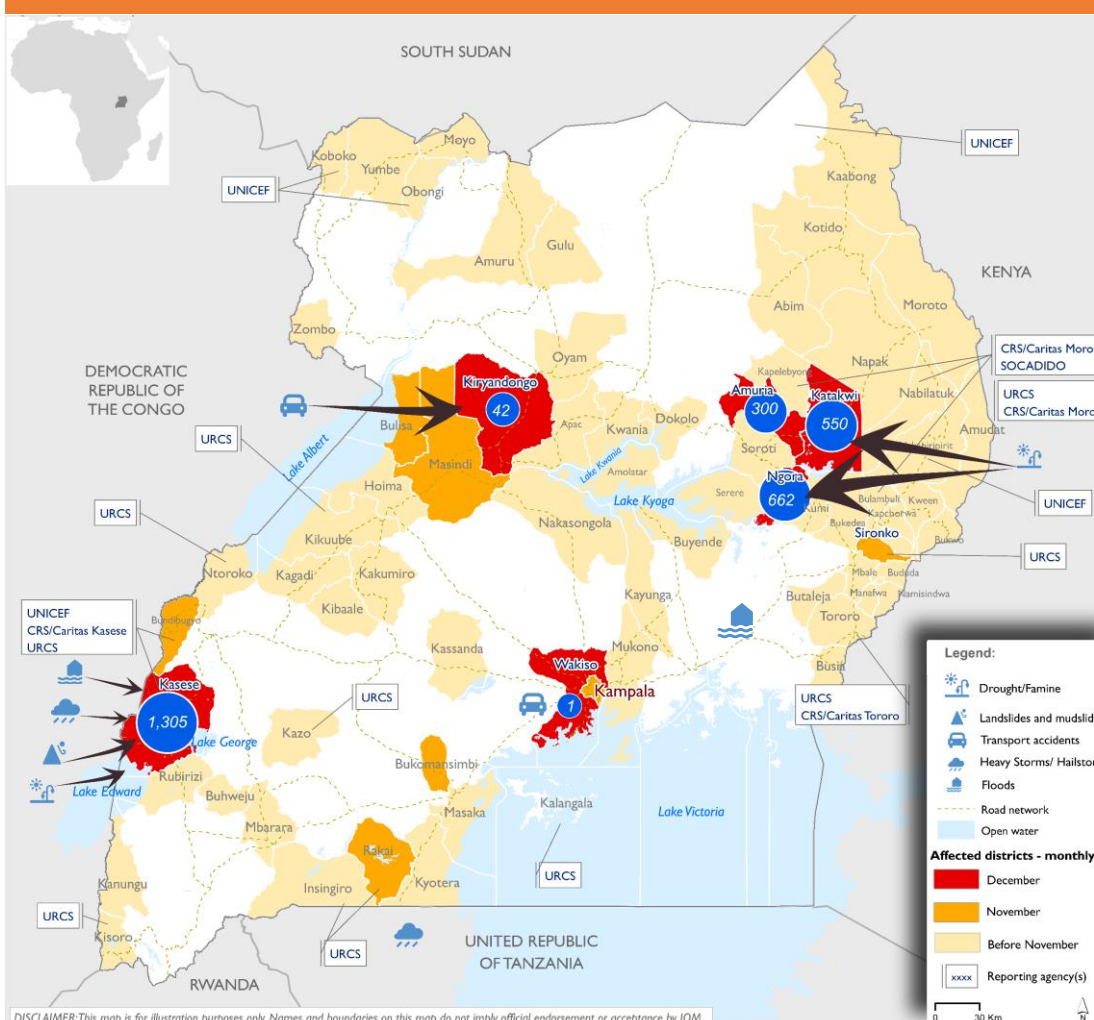 SOUTH SUDAN
UNICEF
Moyo
Koboko
Yumbe
Obongi
UNICEF
Kaabong
Kotido
Gulu
Amuru
KENYA
Abim
Moroto
Zombo
Oyam
Napak
CRS/Caritas Moro
SOCADIDO
DEMOCRATIC
REPUBLIC OF
THE CONGO
Kiryandongo
42
Kapelebyong
Amuria
300
Katakwi
550
Nabilatuk
URCS
CRS/Caritas Moro
Bulisa
Apac
Kwania
Dokolo
Amudat
URCS
Lake Albert
Masindi
Soroti
Lake Kwania
Amolatar
Hoima
Ngora
662
Lake Kyoga
Serere
Kumi
Bulambuli
Kween
Kapchorwa
Bukedea
UNICEF
URCS
Nakasongola
Buyende
Sironko
Bukwo
URCS
Kikuube
Ntoroko
Kagadi
Kakumiro
Mbale
Bududa
Manafwa
Namisindwa
Kibaale
Kayunga
Butaleja
Tororo
UNICEF
CRS/Caritas Kasese
URCS
Bundibugyo
Kassanda
Mukono
Busia
Kasese
1,305
Wakiso
Kampala
1
URCS
URCS
CRS/Caritas Tororo
Lake George
Kazo
Rubirizi
Bukomansimbi
Lake Edward
Buhweju
Kalangala
Lake Victoria
Masaka
Mbarara
Rakai
Kanungu
Insingiro
Kyotera
URCS
URCS
Kisoro
URCS
UNITED REPUBLIC
OF TANZANIA
RWANDA
Legend:
Drought/Famine
Landslides and mudslid
Transport accidents
Heavy Storms/ Hailstor
Floods
Road network
Open water
Affected districts - monthly
December
November
Before November
xxxx Reporting agency(s)
0 30 Km
N
DISCLAIMER: This map is for illustration purposes only. Names and boundaries on this map do not imply official endorsement or acceptance by IOM.